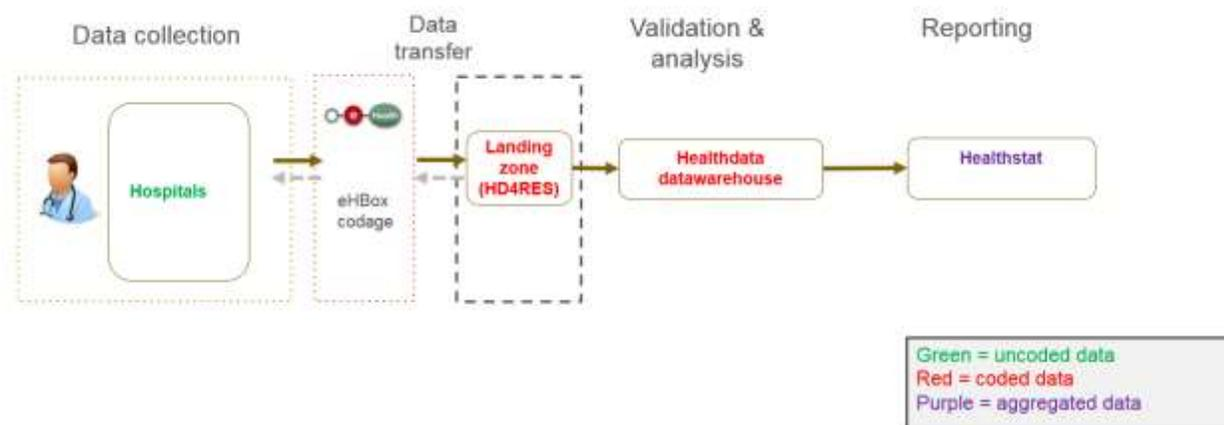 Data collection
Data
transfer
Validation &
analysis
Reporting
Hospitals
Health
eHBox
codage
Landing
zone
(HD4RES)
Healthdata
datawarehouse
Healthstat
Green = uncoded data
Red = coded data
Purple = aggregated data